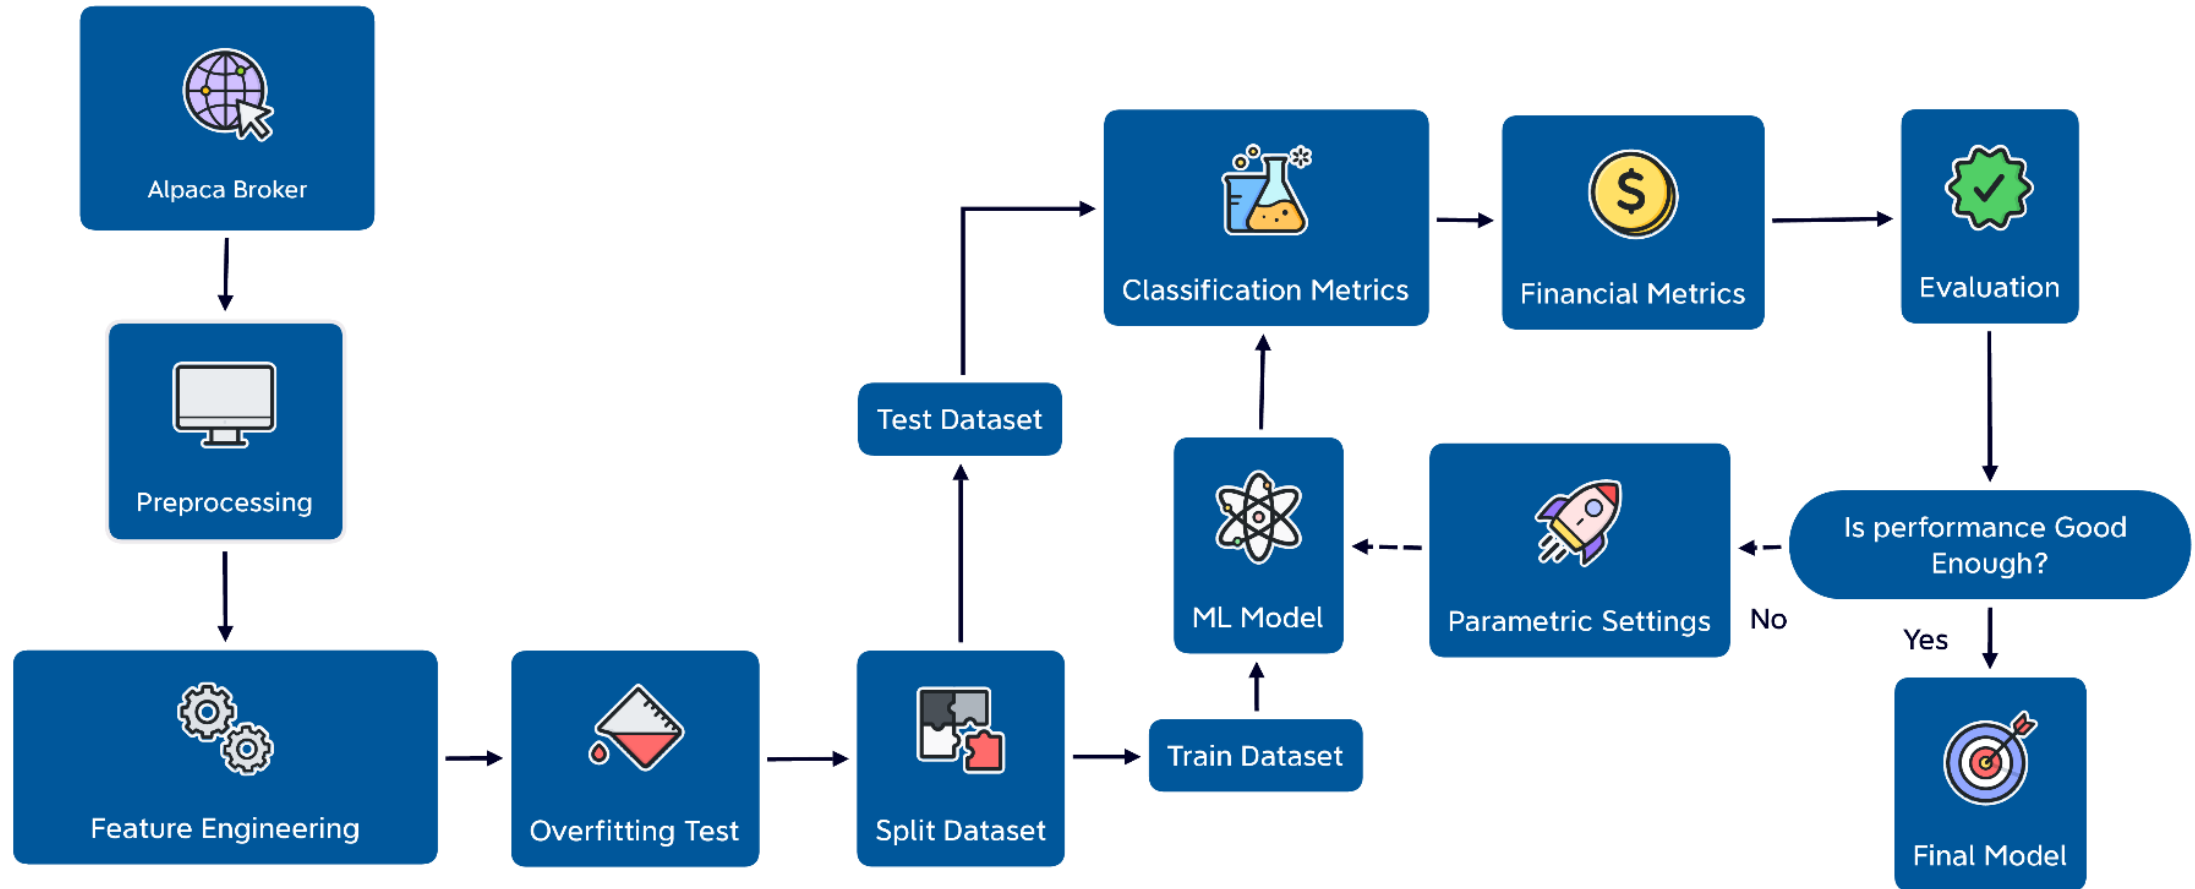 Alpaca Broker
Preprocessing
Feature Engineering
Overfitting Test
Split Dataset
Test Dataset
Train Dataset
ML Model
Classification Metrics
Financial Metrics
Evaluation
Is performance Good
Enough?
No
Parametric Settings
Yes
Final Model